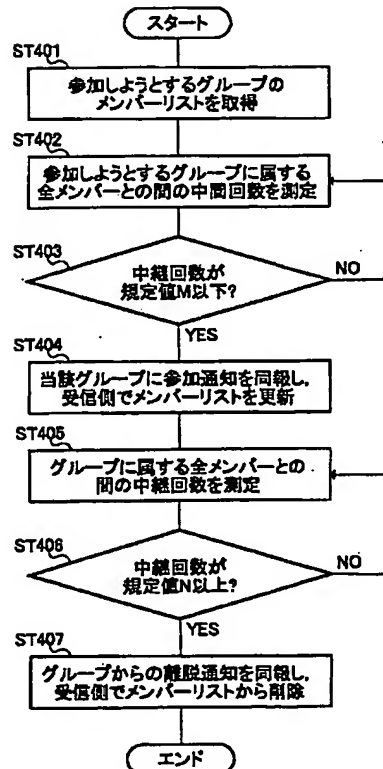 スタート
ST401
参加しようとするグループの
メンバーリストを取得
ST402
参加しようとするグループに属する
全メンバーとの間の中間回数を測定
ST403
中継回数が
規定値M以下?
NO
YES
ST404
当該グループに参加通知を同報し,
受信側でメンバーリストを更新
ST405
グループに属する全メンバーとの
間の中継回数を測定
ST406
中継回数が
規定値N以上?
NO
YES
ST407
グループからの離脱通知を同報し,
受信側でメンバーリストから削除
エンド